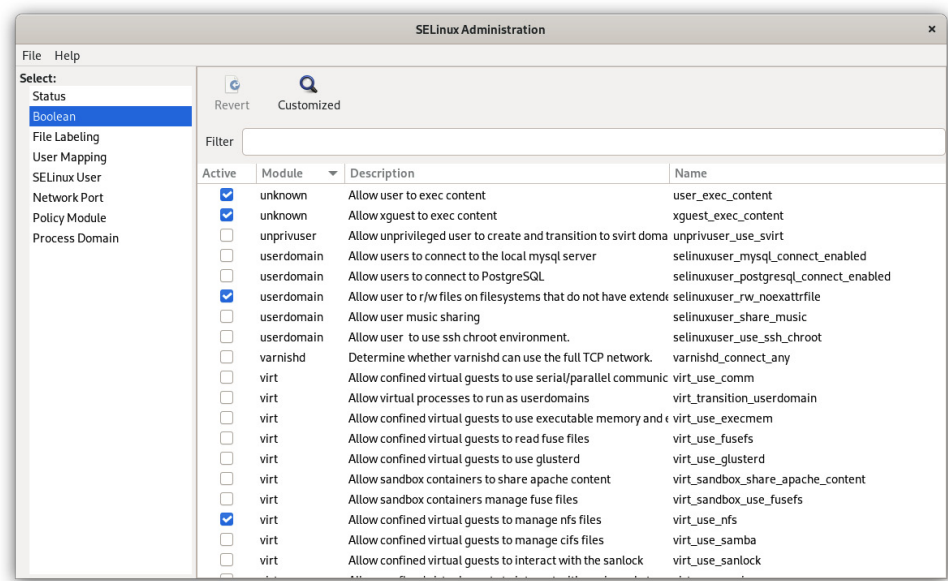 SELinux Administration
File Help
Select:
Status
Boolean
File Labeling
User Mapping
SELinux User
Network Port
Policy Module
Process Domain
Revert Customized
Filter
Active Module Description Name
unknown Allow user to exec content user_exec_content
unknown Allow xguest to exec content xguest_exec_content
unprivuser Allow unprivileged user to create and transition to svirt doma unprivuser_use_svirt
userdomain Allow users to connect to the local mysql server selinuxuser_mysql_connect_enabled
userdomain Allow users to connect to PostgreSQL selinuxuser_postgresql_connect_enabled
userdomain Allow user to r/w files on filesystems that do not have extende selinuxuser_rw_noexattrfile
userdomain Allow user music sharing selinuxuser_share_music
userdomain Allow user  to use ssh chroot environment. selinuxuser_use_ssh_chroot
varnishd Determine whether varnishd can use the full TCP network. varnishd_connect_any
virt Allow confined virtual guests to use serial/parallel communic virt_use_comm
virt Allow virtual processes to run as userdomains virt_transition_userdomain
virt Allow confined virtual guests to use executable memory and e virt_use_execmem
virt Allow confined virtual guests to read fuse files virt_use_fusefs
virt Allow confined virtual guests to use glusterd virt_use_glusterd
virt Allow sandbox containers to share apache content virt_sandbox_share_apache_content
virt Allow sandbox containers manage fuse files virt_sandbox_use_fusefs
virt Allow confined virtual guests to manage nfs files virt_use_nfs
virt Allow confined virtual guests to manage cifs files virt_use_samba
virt Allow confined virtual guests to interact with the sanlock virt_use_sanlock